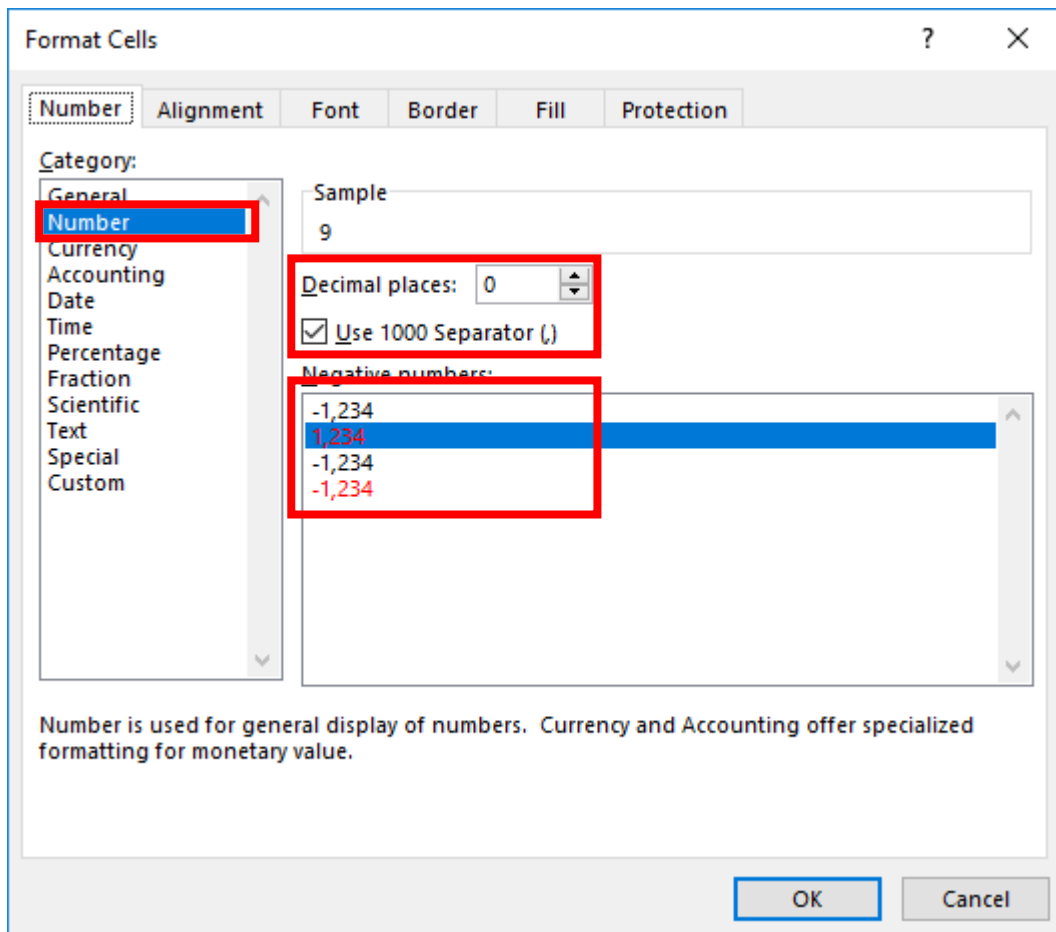 Format Cells
?
Number Alignment Font Border Fill Protection
Category:
General
Number
Currency
Accounting
Date
Time
Percentage
Fraction
Scientific
Text
Special
Custom
Sample
9
Decimal places: 0
Use 1000 Separator (,)
Negative numbers:
-1,234
1,234
-1,234
-1,234
Number is used for general display of numbers. Currency and Accounting offer specialized
formatting for monetary value.
OK Cancel